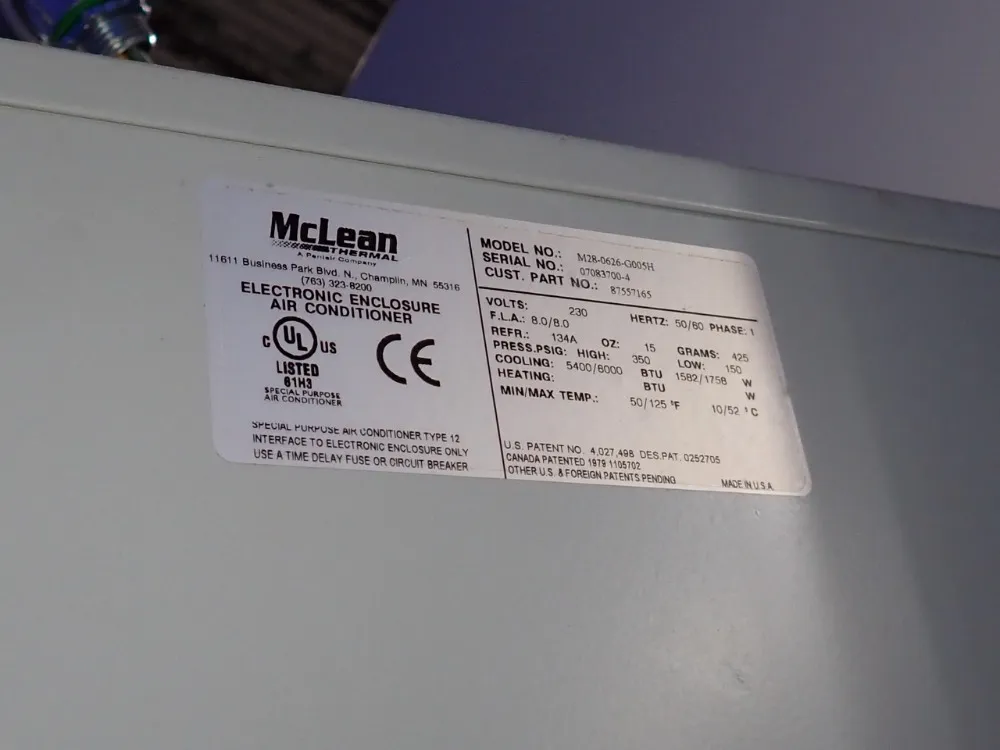 McLean
THERMAL
A Pentair Company
11611 Business Park Blvd. N., Champlin, MN 55316
(763) 323-8200
ELECTRONIC ENCLOSURE
AIR CONDITIONER
C UL US
LISTED
61H3
SPECIAL PURPOSE
AIR CONDITIONER
CE
SPECIAL PURPOSE AIR CONDITIONER TYPE 12
INTERFACE TO ELECTRONIC ENCLOSURE ONLY
USE A TIME DELAY FUSE OR CIRCUIT BREAKER
MODEL NO.: M28-0626-G005H
SERIAL NO.: 07083700-4
CUST. PART NO.: 87557165
VOLTS: 230 HERTZ: 50/60 PHASE: 1
F.L.A.: 8.0/8.0
REFR.: 134A OZ: 15 GRAMS: 425
PRESS.PSIG: HIGH: 350 LOW: 150
COOLING: 5400/6000 BTU 1582/1758 W
HEATING: BTU W
MIN/MAX TEMP.: 50/125 °F 10/52 °C
U.S. PATENT NO. 4,027,498 DES.PAT. 0252705
CANADA PATENTED 1979 1105702
OTHER U.S. & FOREIGN PATENTS PENDING MADE IN U.S.A.